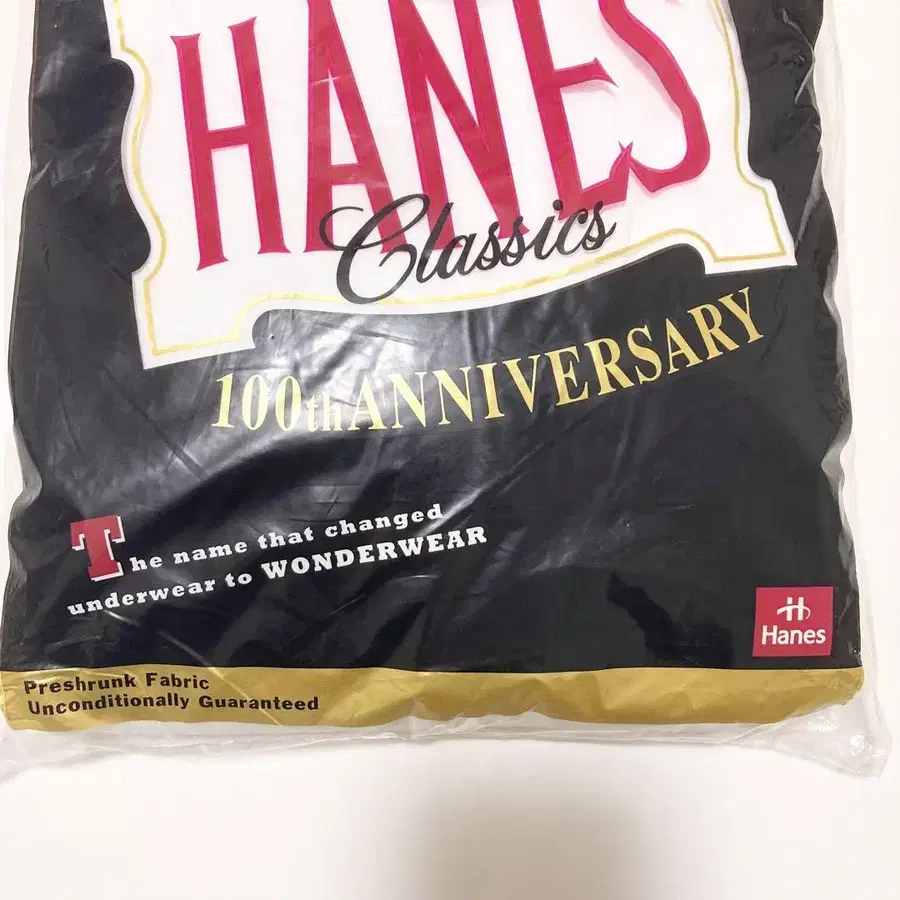 HANES
Classics
100th ANNIVERSARY
The name that changed
underwear to WONDERWEAR
H
Hanes
Preshrunk Fabric
Unconditionally Guaranteed